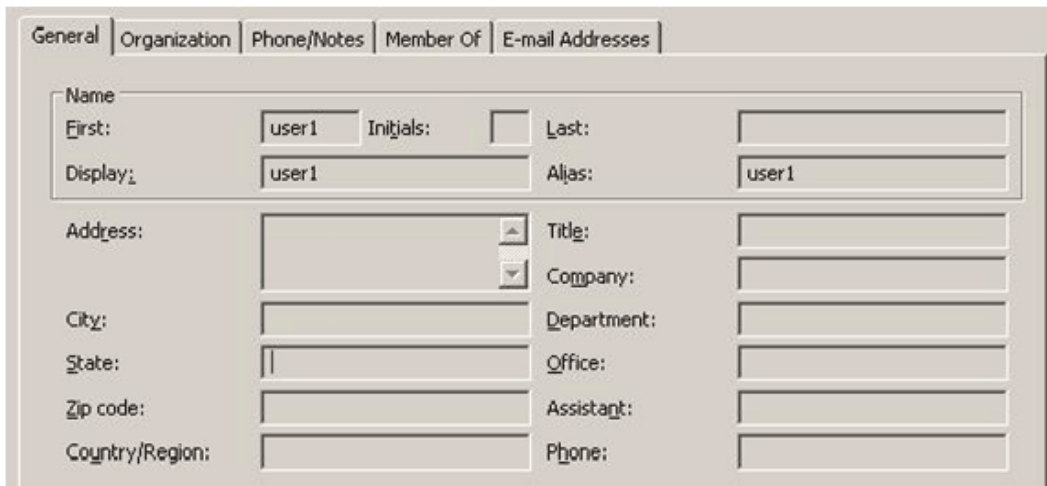 General Organization Phone/Notes Member Of E-mail Addresses
Name
First: user1 Initials: Last:
Display: user1 Alias: user1
Address: Title:
Company:
City: Department:
State: Office:
Zip code: Assistant:
Country/Region: Phone: